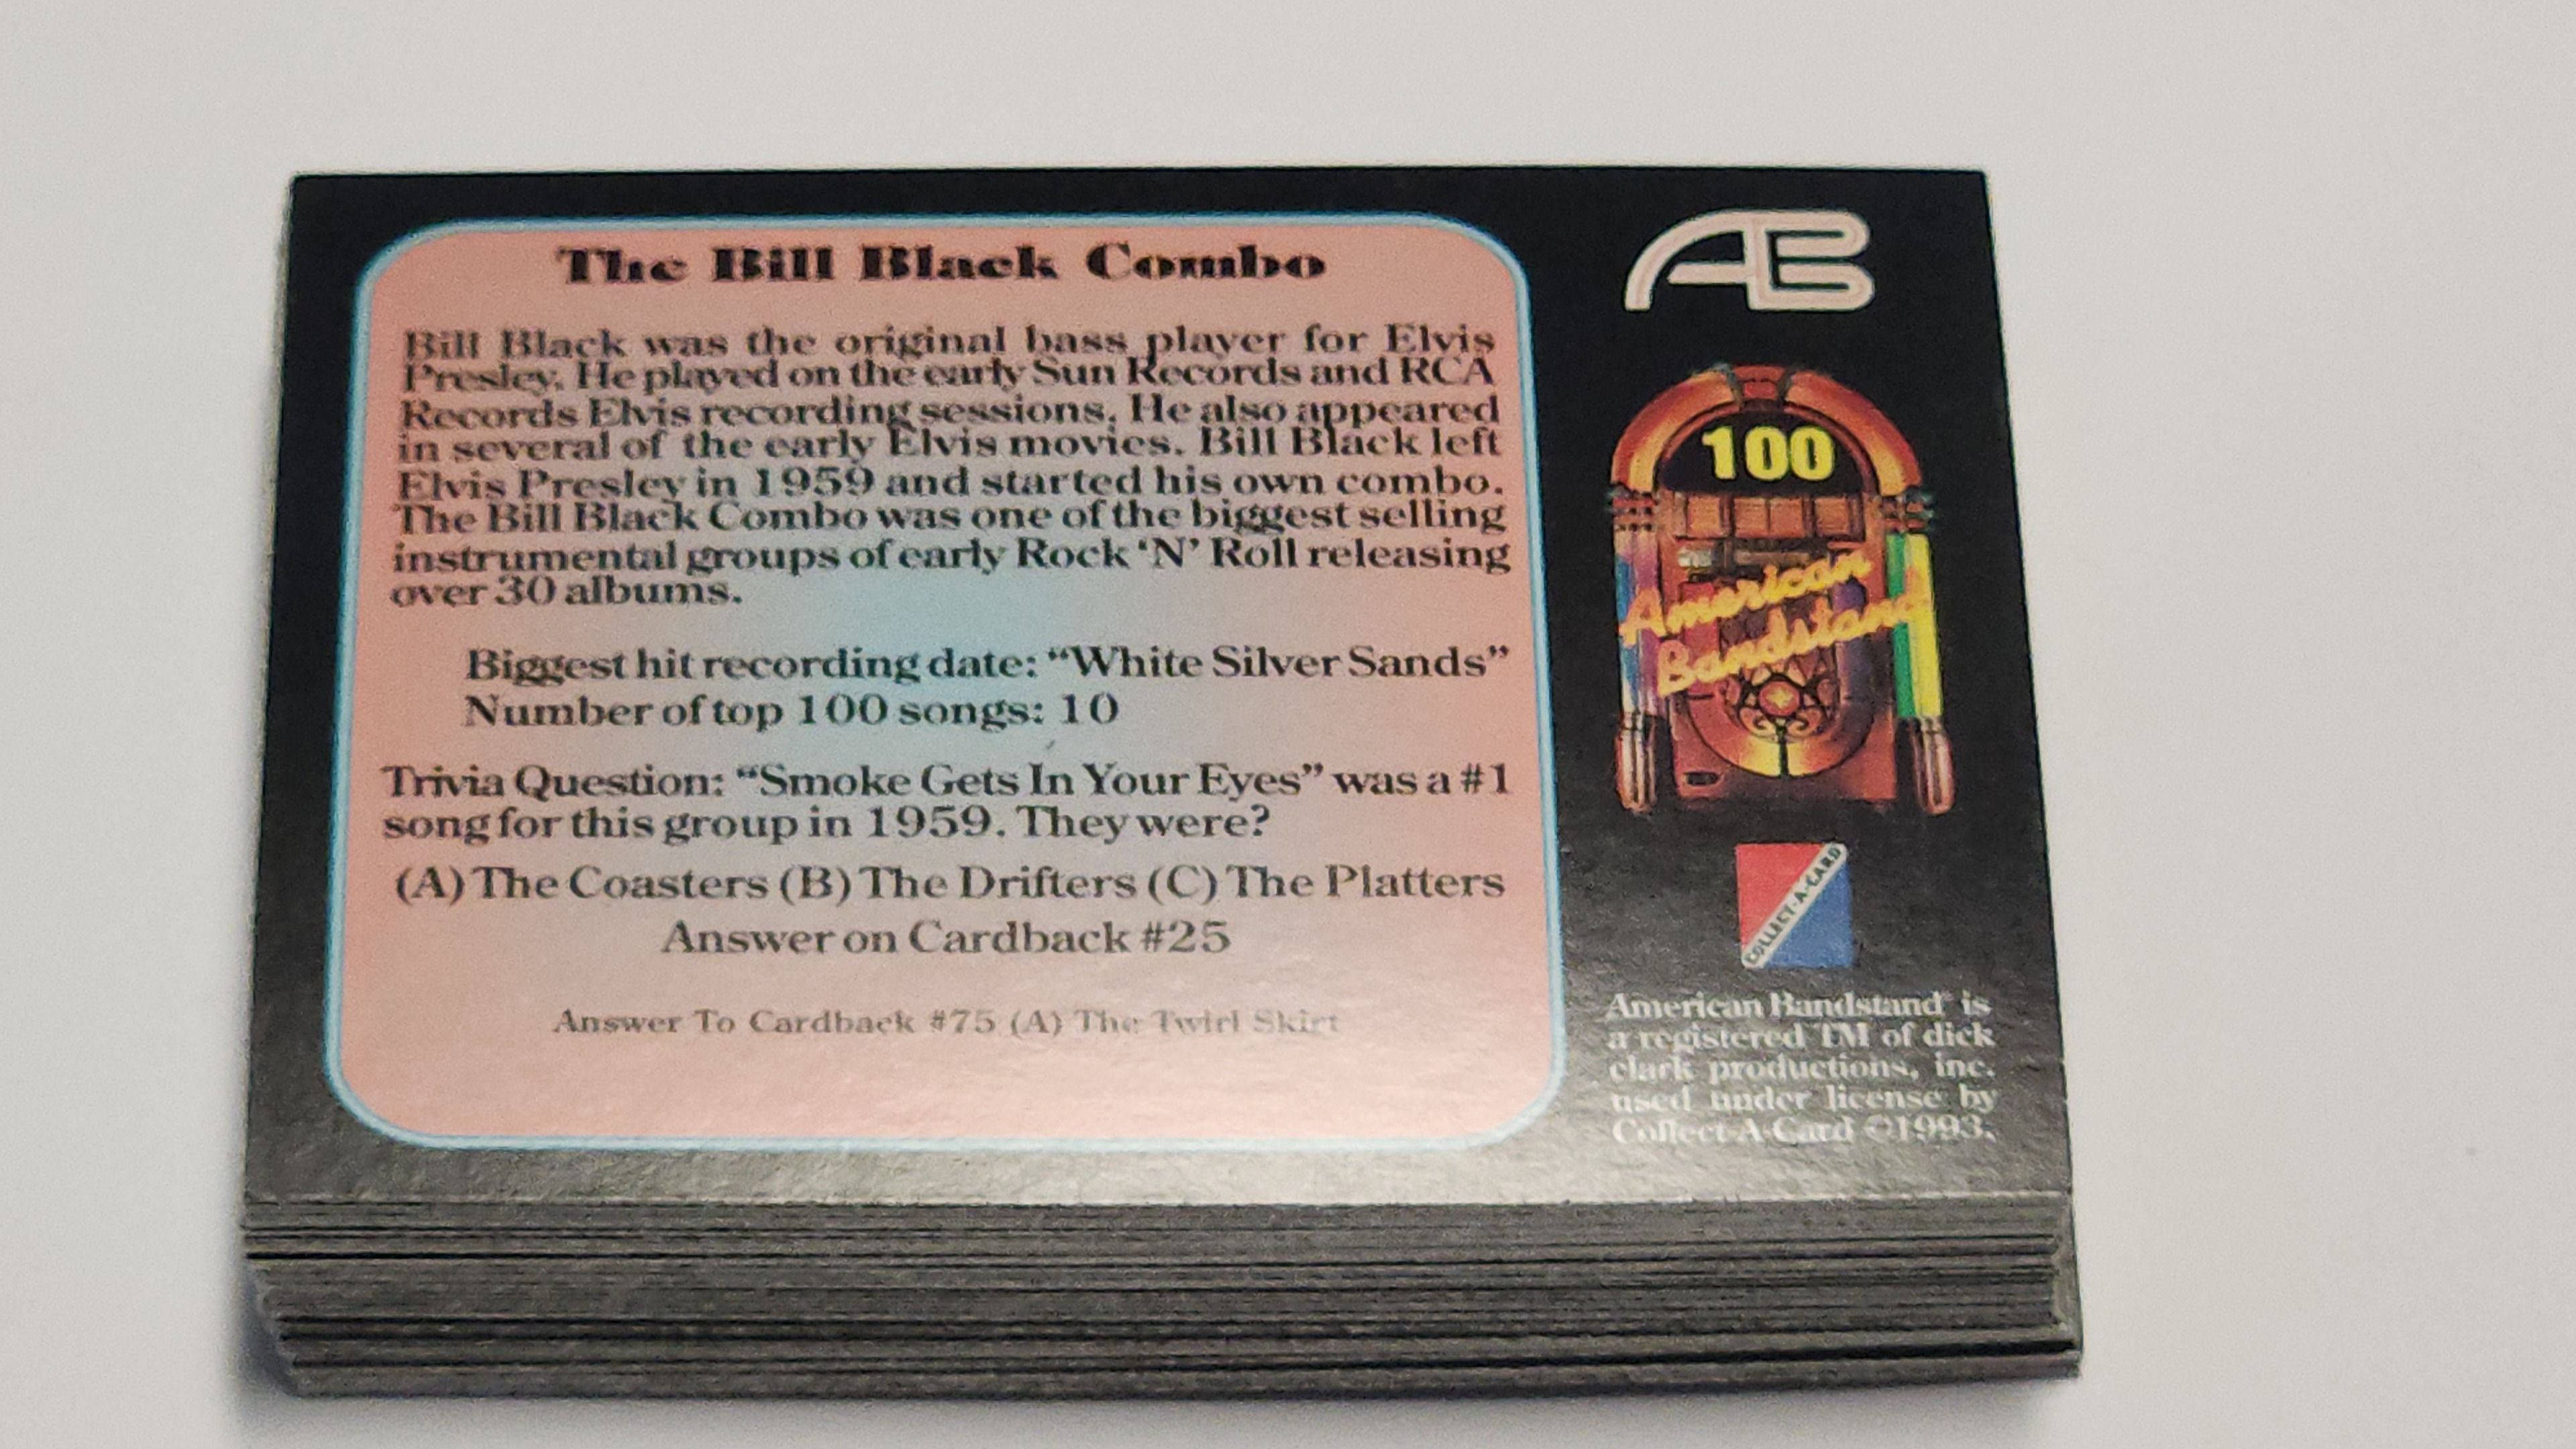 The Bill Black Combo
Bill Black was the original bass player for Elvis
Presley. He played on the early Sun Records and RCA
Records Elvis recording sessions. He also appeared
in several of the early Elvis movies. Bill Black left
Elvis Presley in 1959 and started his own combo.
The Bill Black Combo was one of the biggest selling
instrumental groups of early Rock ‘N’ Roll releasing
over 30 albums.
Biggest hit recording date: “White Silver Sands”
Number of top 100 songs: 10
Trivia Question: “Smoke Gets In Your Eyes” was a #1
song for this group in 1959. They were?
(A) The Coasters (B) The Drifters (C) The Platters
Answer on Cardback #25
Answer To Cardback #75 (A) The Twirl Skirt
AB
100
American
Bandstand
COLLECT-A-CARD
American Bandstand® is
a registered TM of dick
clark productions, inc.
used under license by
Collect-A-Card ©1993.